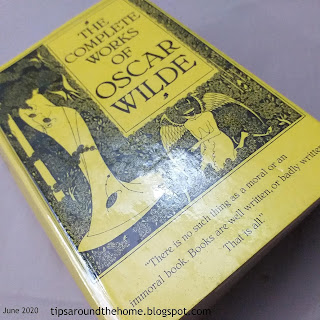 THE
COMPLETE
WORKS
OF
OSCAR
WILDE
"There is no such thing as a moral or an
immoral book. Books are well written, or badly written.
That is all."
June 2020 tipsaroundthehome.blogspot.com